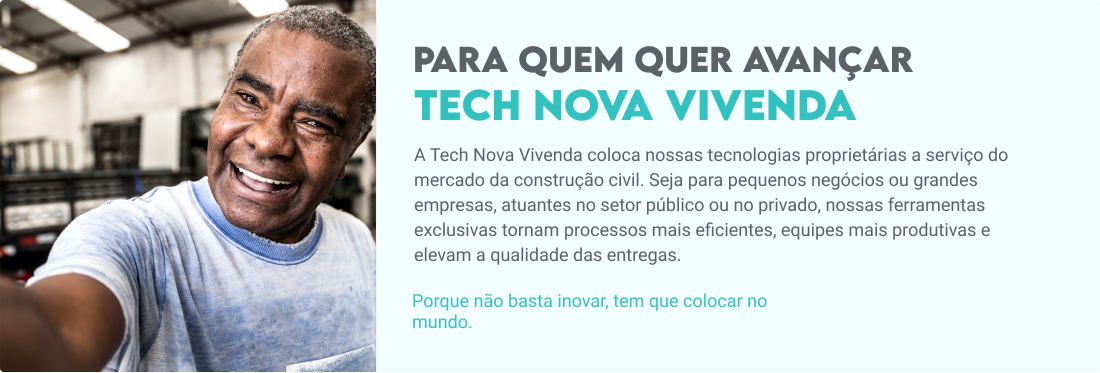 PARA QUEM QUER AVANÇAR
TECH NOVA VIVENDA
A Tech Nova Vivenda coloca nossas tecnologias proprietárias a serviço do
mercado da construção civil. Seja para pequenos negócios ou grandes
empresas, atuantes no setor público ou no privado, nossas ferramentas
exclusivas tornam processos mais eficientes, equipes mais produtivas e
elevam a qualidade das entregas.
Porque não basta inovar, tem que colocar no
mundo.